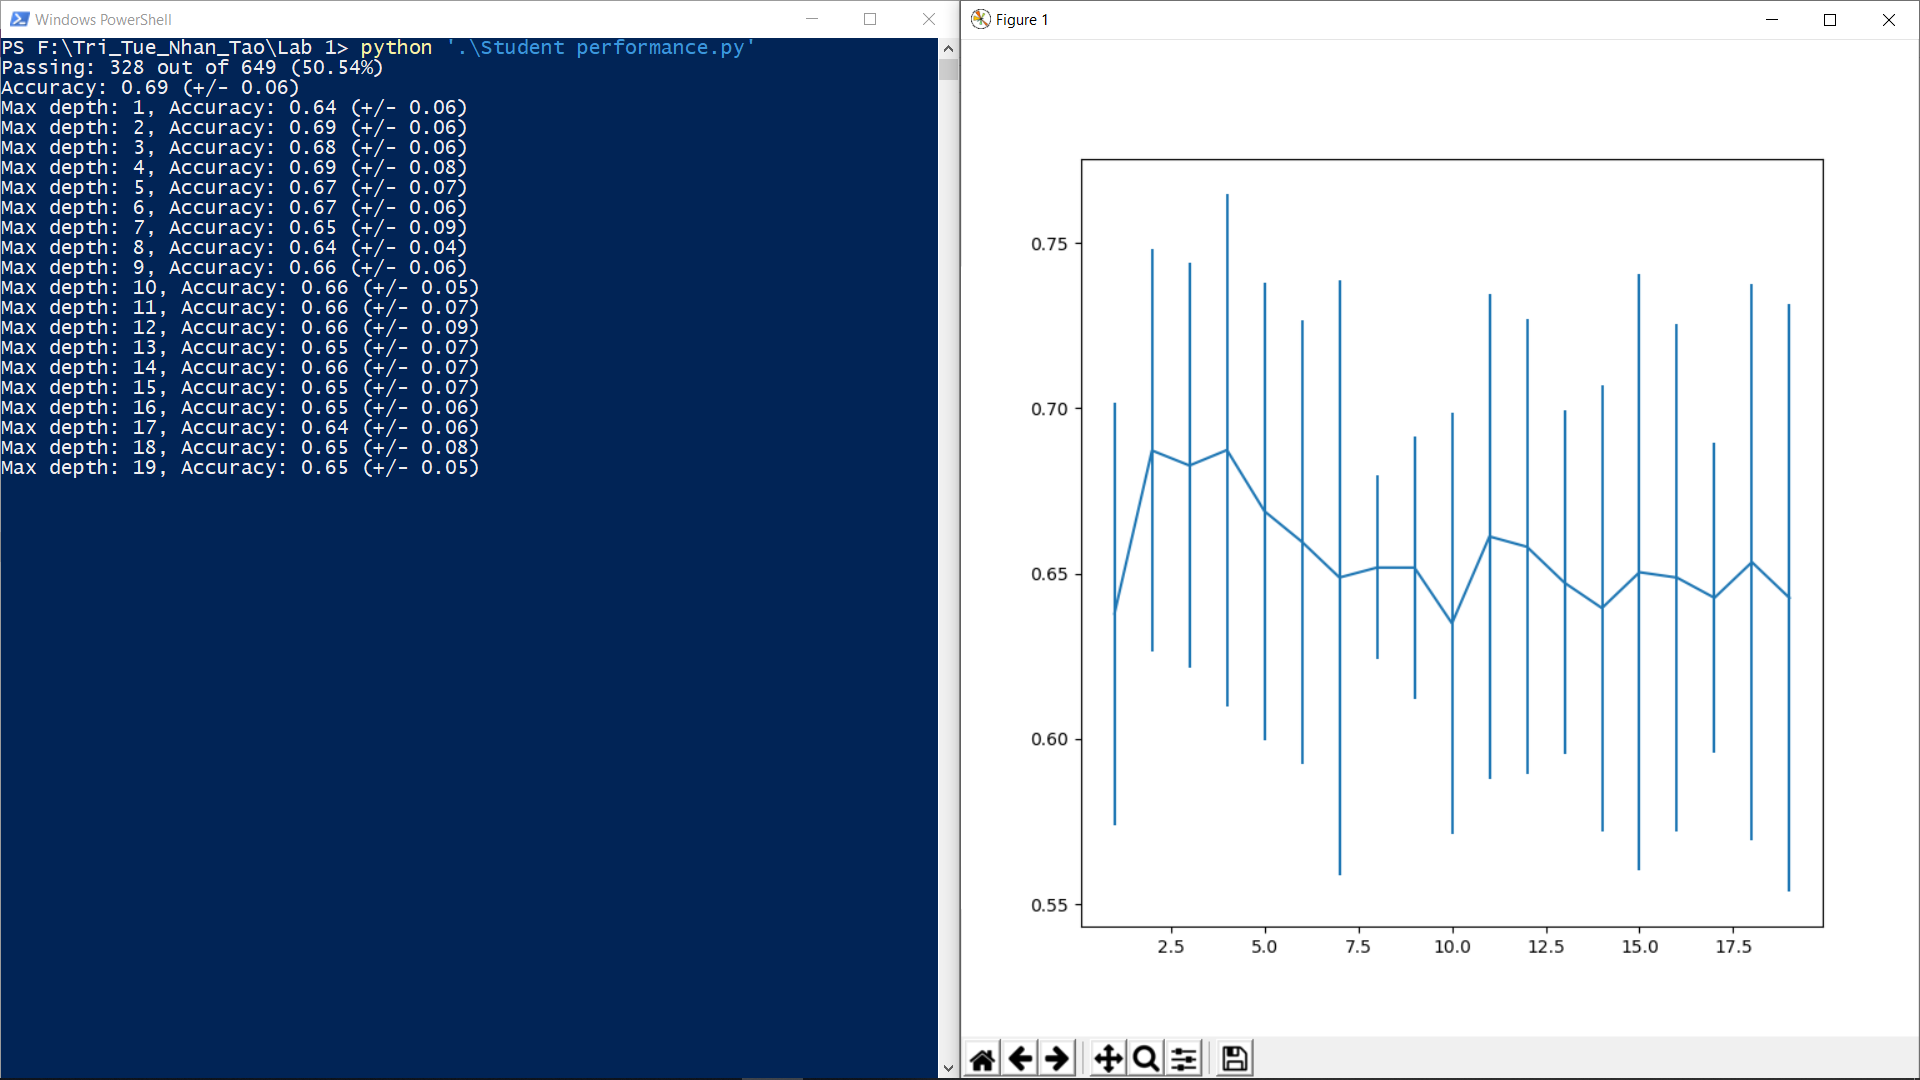 Windows PowerShell
PS F:\Tri_Tue_Nhan_Tao\Lab 1> python '.\Student performance.py'
Passing: 328 out of 649 (50.54%)
Accuracy: 0.69 (+/- 0.06)
Max depth: 1, Accuracy: 0.64 (+/- 0.06)
Max depth: 2, Accuracy: 0.69 (+/- 0.06)
Max depth: 3, Accuracy: 0.68 (+/- 0.06)
Max depth: 4, Accuracy: 0.69 (+/- 0.08)
Max depth: 5, Accuracy: 0.67 (+/- 0.07)
Max depth: 6, Accuracy: 0.67 (+/- 0.06)
Max depth: 7, Accuracy: 0.65 (+/- 0.09)
Max depth: 8, Accuracy: 0.64 (+/- 0.04)
Max depth: 9, Accuracy: 0.66 (+/- 0.06)
Max depth: 10, Accuracy: 0.66 (+/- 0.05)
Max depth: 11, Accuracy: 0.66 (+/- 0.07)
Max depth: 12, Accuracy: 0.66 (+/- 0.09)
Max depth: 13, Accuracy: 0.65 (+/- 0.07)
Max depth: 14, Accuracy: 0.66 (+/- 0.07)
Max depth: 15, Accuracy: 0.65 (+/- 0.07)
Max depth: 16, Accuracy: 0.65 (+/- 0.06)
Max depth: 17, Accuracy: 0.64 (+/- 0.06)
Max depth: 18, Accuracy: 0.65 (+/- 0.08)
Max depth: 19, Accuracy: 0.65 (+/- 0.05)
Figure 1
0.75
0.70
0.65
0.60
0.55
2.5 5.0 7.5 10.0 12.5 15.0 17.5